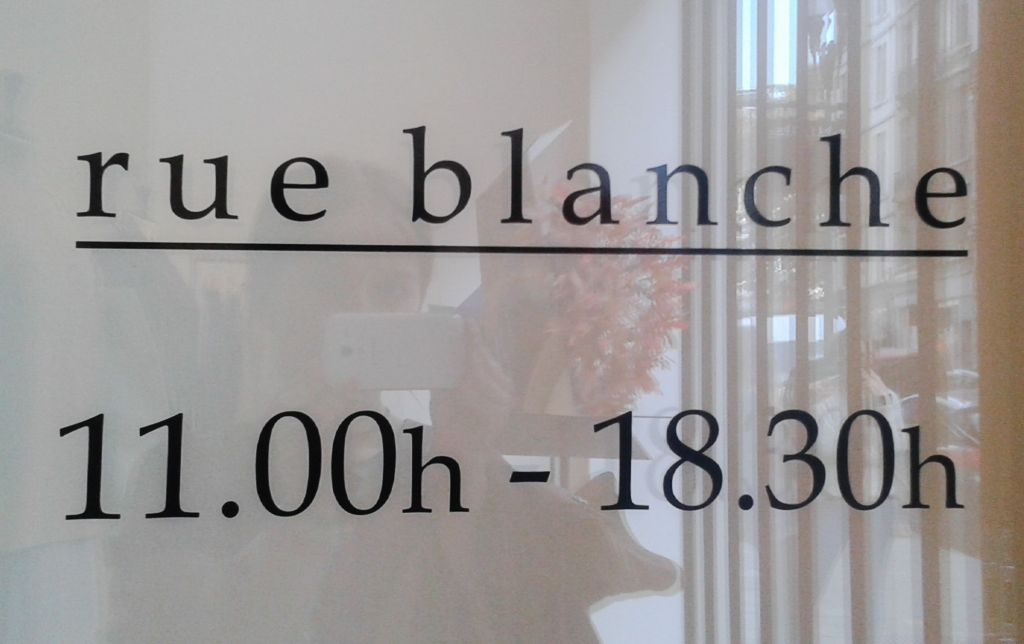 rue blanche
11.00h - 18.30h